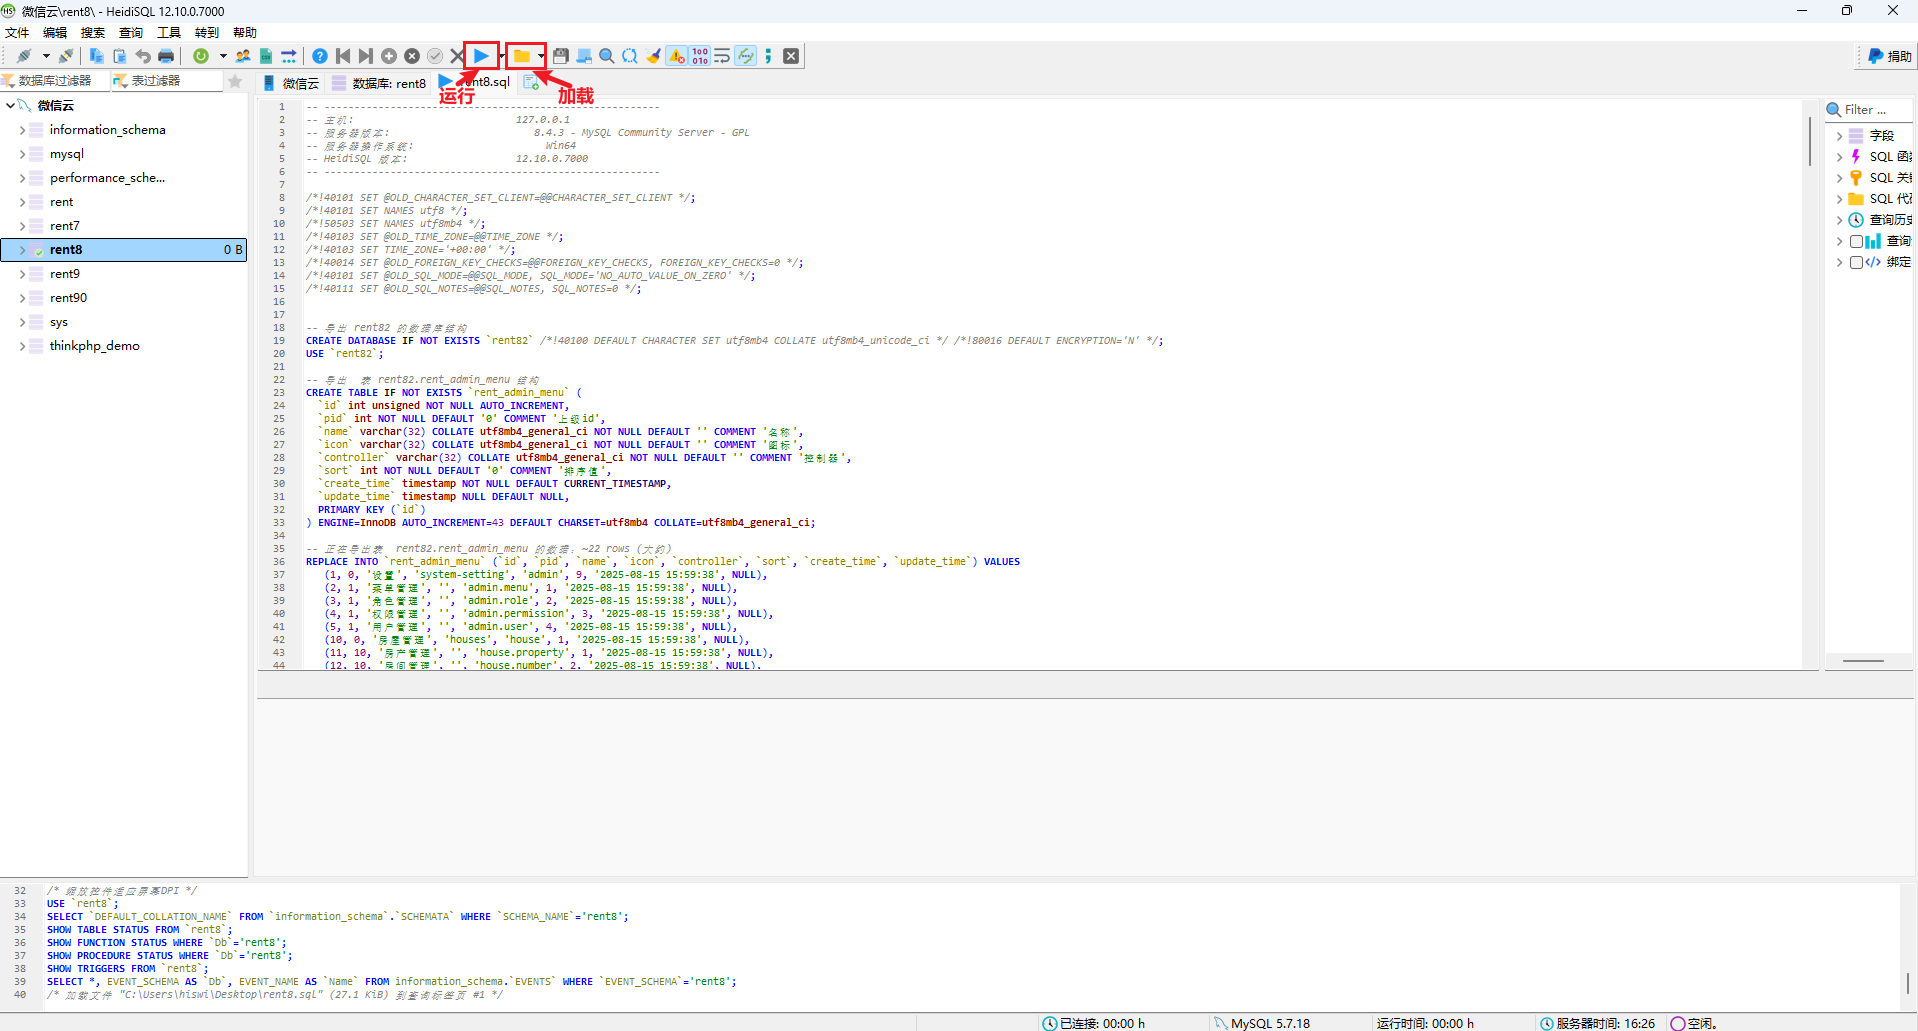 微信云\rent8\ - HeidiSQL 12.10.0.7000
文件 编辑 搜索 查询 工具 转到 帮助
捐助
数据库过滤器 表过滤器
微信云 数据库: rent8 nt8.sql
运行 加载
微信云
information_schema
mysql
performance_sche...
rent
rent7
rent8 0 B
rent9
rent90
sys
thinkphp_demo
1 -- --------------------------------------------------------
2 -- 主机: 127.0.0.1
3 -- 服务器版本: 8.4.3 - MySQL Community Server - GPL
4 -- 服务器操作系统: Win64
5 -- HeidiSQL 版本: 12.10.0.7000
6 -- --------------------------------------------------------
7
8 /*!40101 SET @OLD_CHARACTER_SET_CLIENT=@@CHARACTER_SET_CLIENT */;
9 /*!40101 SET NAMES utf8 */;
10 /*!50503 SET NAMES utf8mb4 */;
11 /*!40103 SET @OLD_TIME_ZONE=@@TIME_ZONE */;
12 /*!40103 SET TIME_ZONE='+00:00' */;
13 /*!40014 SET @OLD_FOREIGN_KEY_CHECKS=@@FOREIGN_KEY_CHECKS, FOREIGN_KEY_CHECKS=0 */;
14 /*!40101 SET @OLD_SQL_MODE=@@SQL_MODE, SQL_MODE='NO_AUTO_VALUE_ON_ZERO' */;
15 /*!40111 SET @OLD_SQL_NOTES=@@SQL_NOTES, SQL_NOTES=0 */;
16
17
18 -- 导出 rent82 的数据库结构
19 CREATE DATABASE IF NOT EXISTS `rent82` /*!40100 DEFAULT CHARACTER SET utf8mb4 COLLATE utf8mb4_unicode_ci */ /*!80016 DEFAULT ENCRYPTION='N' */;
20 USE `rent82`;
21
22 -- 导出 表 rent82.rent_admin_menu 结构
23 CREATE TABLE IF NOT EXISTS `rent_admin_menu` (
24 `id` int unsigned NOT NULL AUTO_INCREMENT,
25 `pid` int NOT NULL DEFAULT '0' COMMENT '上级id',
26 `name` varchar(32) COLLATE utf8mb4_general_ci NOT NULL DEFAULT '' COMMENT '名称',
27 `icon` varchar(32) COLLATE utf8mb4_general_ci NOT NULL DEFAULT '' COMMENT '图标',
28 `controller` varchar(32) COLLATE utf8mb4_general_ci NOT NULL DEFAULT '' COMMENT '控制器',
29 `sort` int NOT NULL DEFAULT '0' COMMENT '排序值',
30 `create_time` timestamp NOT NULL DEFAULT CURRENT_TIMESTAMP,
31 `update_time` timestamp NULL DEFAULT NULL,
32 PRIMARY KEY (`id`)
33 ) ENGINE=InnoDB AUTO_INCREMENT=43 DEFAULT CHARSET=utf8mb4 COLLATE=utf8mb4_general_ci;
34
35 -- 正在导出表 rent82.rent_admin_menu 的数据：~22 rows (大约)
36 REPLACE INTO `rent_admin_menu` (`id`, `pid`, `name`, `icon`, `controller`, `sort`, `create_time`, `update_time`) VALUES
37 (1, 0, '设置', 'system-setting', 'admin', 9, '2025-08-15 15:59:38', NULL),
38 (2, 1, '菜单管理', '', 'admin.menu', 1, '2025-08-15 15:59:38', NULL),
39 (3, 1, '角色管理', '', 'admin.role', 2, '2025-08-15 15:59:38', NULL),
40 (4, 1, '权限管理', '', 'admin.permission', 3, '2025-08-15 15:59:38', NULL),
41 (5, 1, '用户管理', '', 'admin.user', 4, '2025-08-15 15:59:38', NULL),
42 (10, 0, '房屋管理', 'houses', 'house', 1, '2025-08-15 15:59:38', NULL),
43 (11, 10, '房产管理', '', 'house.property', 1, '2025-08-15 15:59:38', NULL),
44 (12, 10, '房间管理', '', 'house.number', 2, '2025-08-15 15:59:38', NULL),
Filter ...
字段
SQL 函
SQL 关
SQL 代
查询历史
查询
绑定
32 /* 缩放控件适应屏幕DPI */
33 USE `rent8`;
34 SELECT `DEFAULT_COLLATION_NAME` FROM `information_schema`.`SCHEMATA` WHERE `SCHEMA_NAME`='rent8';
35 SHOW TABLE STATUS FROM `rent8`;
36 SHOW FUNCTION STATUS WHERE `Db`='rent8';
37 SHOW PROCEDURE STATUS WHERE `Db`='rent8';
38 SHOW TRIGGERS FROM `rent8`;
39 SELECT *, EVENT_SCHEMA AS `Db`, EVENT_NAME AS `Name` FROM information_schema.`EVENTS` WHERE `EVENT_SCHEMA`='rent8';
40 /* 加载文件 "C:\Users\hiswi\Desktop\rent8.sql" (27.1 KiB) 到查询标签页 #1 */
已连接: 00:00 h MySQL 5.7.18 运行时间: 00:00 h 服务器时间: 16:26 空闲。